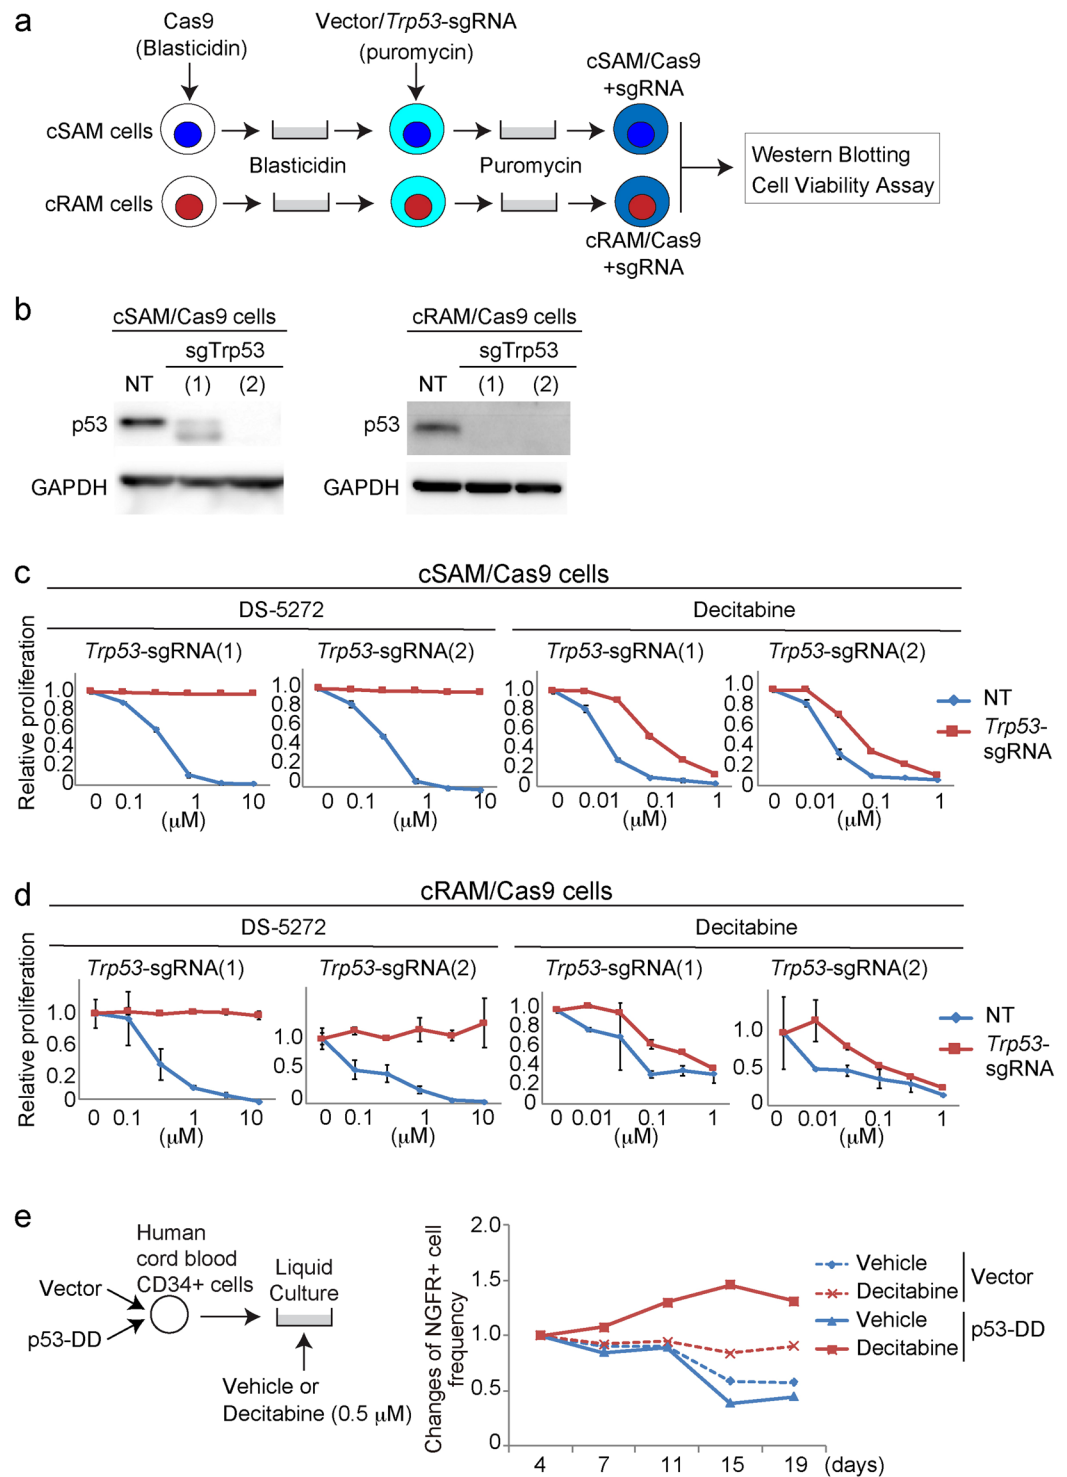 a
Cas9
(Blasticidin)
Vector/Trp53-sgRNA
(puromycin)
cSAM/Cas9
+sgRNA
cSAM cells
Blasticidin
Puromycin
Western Blotting
Cell Viability Assay
cRAM cells
cRAM/Cas9
+sgRNA
b
cSAM/Cas9 cells
sgTrp53
NT (1) (2)
p53
GAPDH
cRAM/Cas9 cells
sgTrp53
NT (1) (2)
p53
GAPDH
c
cSAM/Cas9 cells
DS-5272
Decitabine
Relative proliferation
Trp53-sgRNA(1)
1.0
0.8
0.6
0.4
0.2
0
0 0.1 1 10
(μM)
Trp53-sgRNA(2)
1.0
0.8
0.6
0.4
0.2
0
0 0.1 1 10
(μM)
Trp53-sgRNA(1)
1.0
0.8
0.6
0.4
0.2
0
0 0.01 0.1 1
(μM)
Trp53-sgRNA(2)
1.0
0.8
0.6
0.4
0.2
0
0 0.01 0.1 1
(μM)
NT
Trp53-
sgRNA
d
cRAM/Cas9 cells
DS-5272
Decitabine
Relative proliferation
Trp53-sgRNA(1)
1.0
0.6
0.2
0
0 0.1 1 10
(μM)
Trp53-sgRNA(2)
1.0
0.5
0
0 0.1 1 10
(μM)
Trp53-sgRNA(1)
1.0
0.8
0.6
0.4
0.2
0
0 0.01 0.1 1
(μM)
Trp53-sgRNA(2)
1.0
0.5
0
0 0.01 0.1 1
(μM)
NT
Trp53-
sgRNA
e
Human
cord blood
CD34+ cells
Vector
p53-DD
Liquid
Culture
Vehicle or
Decitabine (0.5 μM)
Changes of NGFR+ cell
frequency
2.0
1.5
1.0
0.5
0
4 7 11 15 19 (days)
Vehicle
Decitabine
Vector
Vehicle
Decitabine
p53-DD